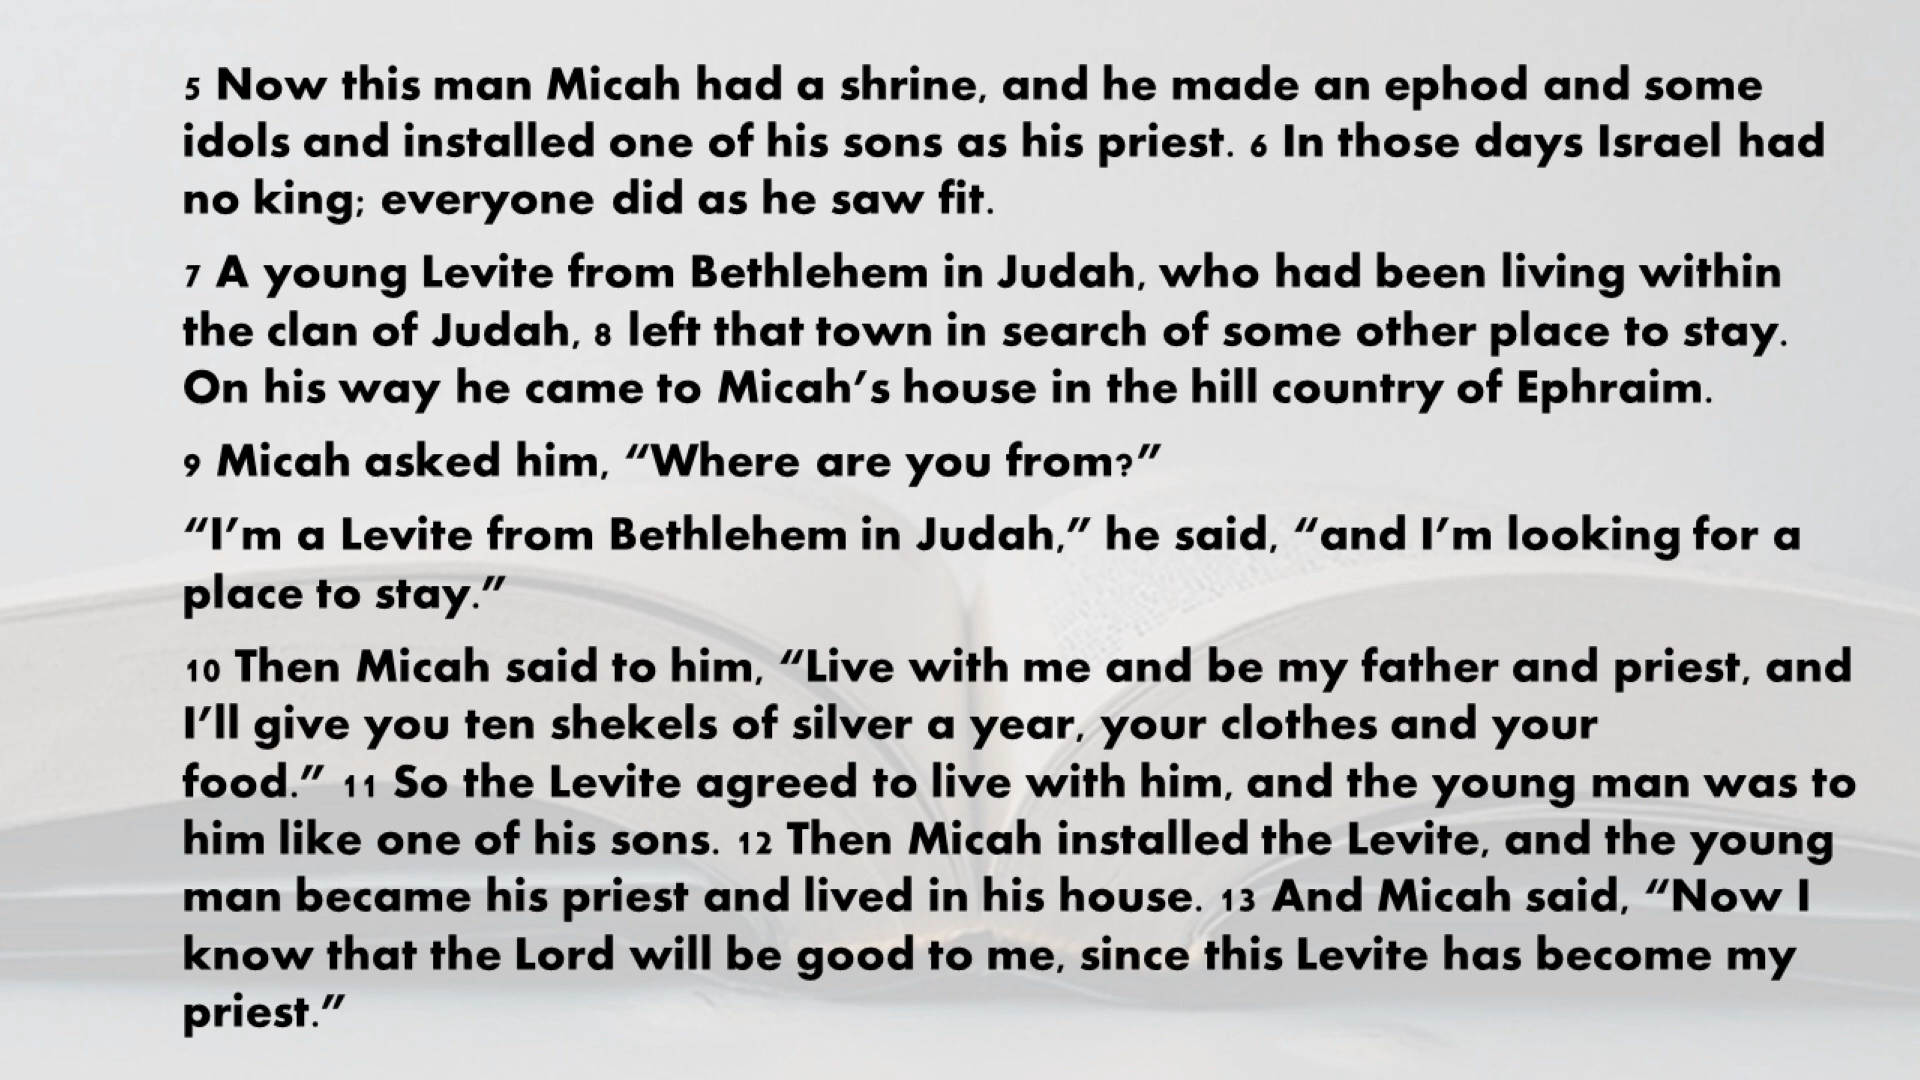 5 Now this man Micah had a shrine, and he made an ephod and some
idols and installed one of his sons as his priest. 6 In those days Israel had
no king; everyone did as he saw fit.
7 A young Levite from Bethlehem in Judah, who had been living within
the clan of Judah, 8 left that town in search of some other place to stay.
On his way he came to Micah’s house in the hill country of Ephraim.
9 Micah asked him, “Where are you from?”
“I’m a Levite from Bethlehem in Judah,” he said, “and I’m looking for a
place to stay.”
10 Then Micah said to him, “Live with me and be my father and priest, and
I’ll give you ten shekels of silver a year, your clothes and your
food.” 11 So the Levite agreed to live with him, and the young man was to
him like one of his sons. 12 Then Micah installed the Levite, and the young
man became his priest and lived in his house. 13 And Micah said, “Now I
know that the Lord will be good to me, since this Levite has become my
priest.”